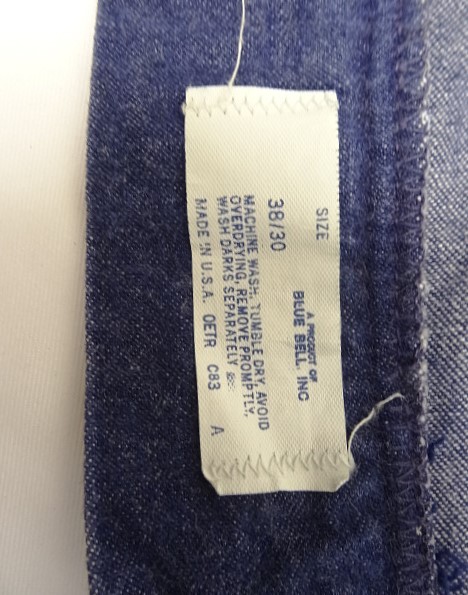 SIZE
A PRODUCT OF
BLUE BELL, INC
38/30
MACHINE WASH, TUMBLE DRY, AVOID
OVERDRYING, REMOVE PROMPTLY,
WASH DARKS SEPARATELY
MADE IN U.S.A. OETR C83 A